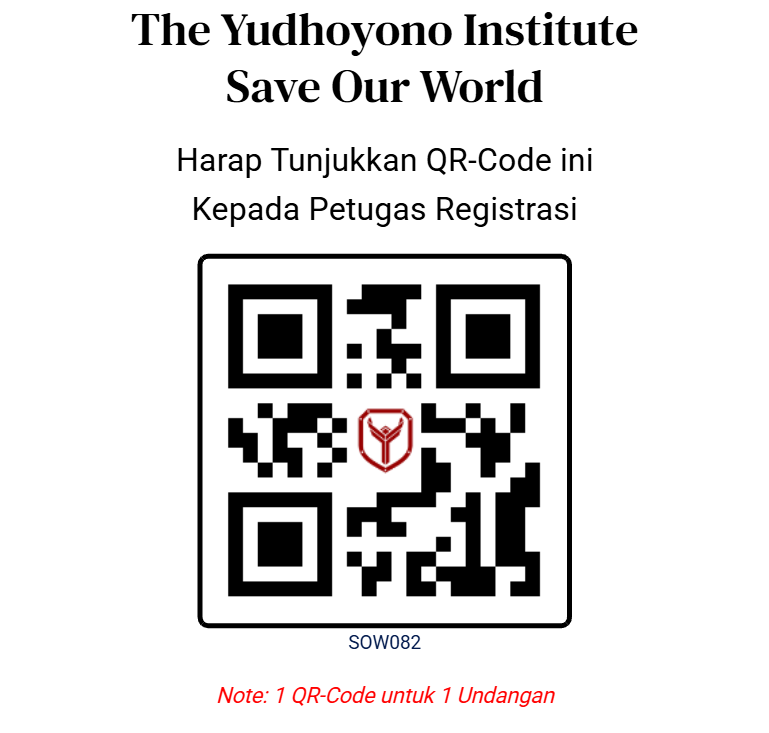 The Yudhoyono Institute
Save Our World
Harap Tunjukkan QR-Code ini
Kepada Petugas Registrasi
SOW082
Note: 1 QR-Code untuk 1 Undangan